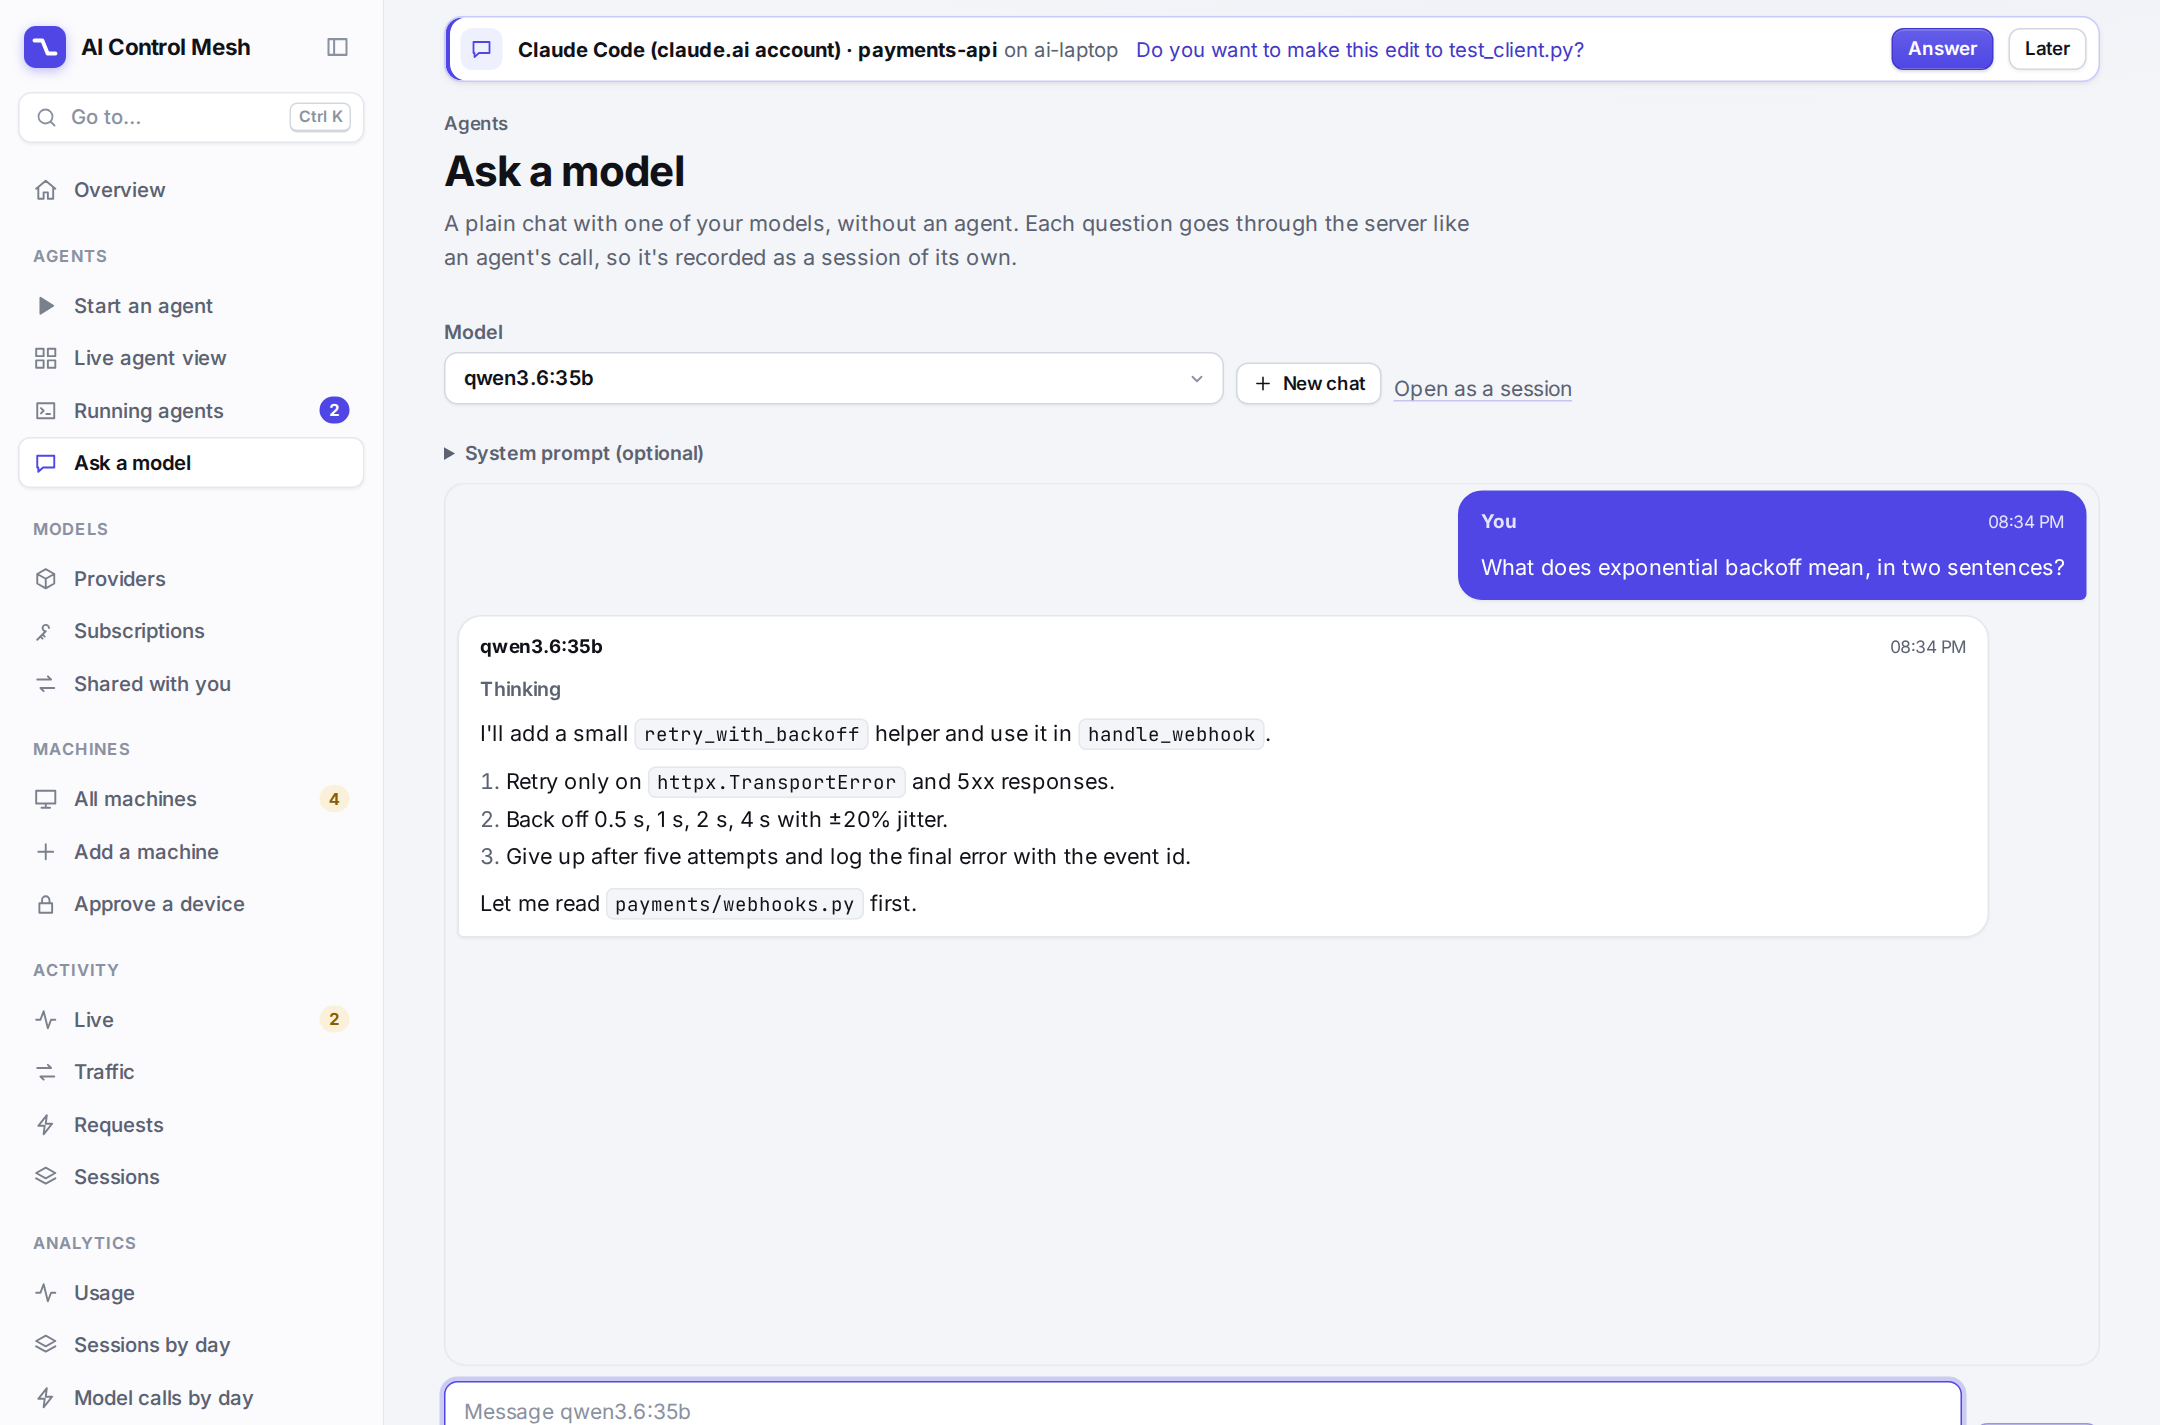 AI Control Mesh
Go to...
Ctrl K
Overview
AGENTS
Start an agent
Live agent view
Running agents 2
Ask a model
MODELS
Providers
Subscriptions
Shared with you
MACHINES
All machines 4
Add a machine
Approve a device
ACTIVITY
Live 2
Traffic
Requests
Sessions
ANALYTICS
Usage
Sessions by day
Model calls by day
Claude Code (claude.ai account) · payments-api on ai-laptop Do you want to make this edit to test_client.py?
Answer
Later
Agents
Ask a model
A plain chat with one of your models, without an agent. Each question goes through the server like
an agent's call, so it's recorded as a session of its own.
Model
qwen3.6:35b
New chat
Open as a session
System prompt (optional)
You 08:34 PM
What does exponential backoff mean, in two sentences?
qwen3.6:35b 08:34 PM
Thinking
I'll add a small retry_with_backoff helper and use it in handle_webhook.
1. Retry only on httpx.TransportError and 5xx responses.
2. Back off 0.5 s, 1 s, 2 s, 4 s with ±20% jitter.
3. Give up after five attempts and log the final error with the event id.
Let me read payments/webhooks.py first.
Message qwen3.6:35b